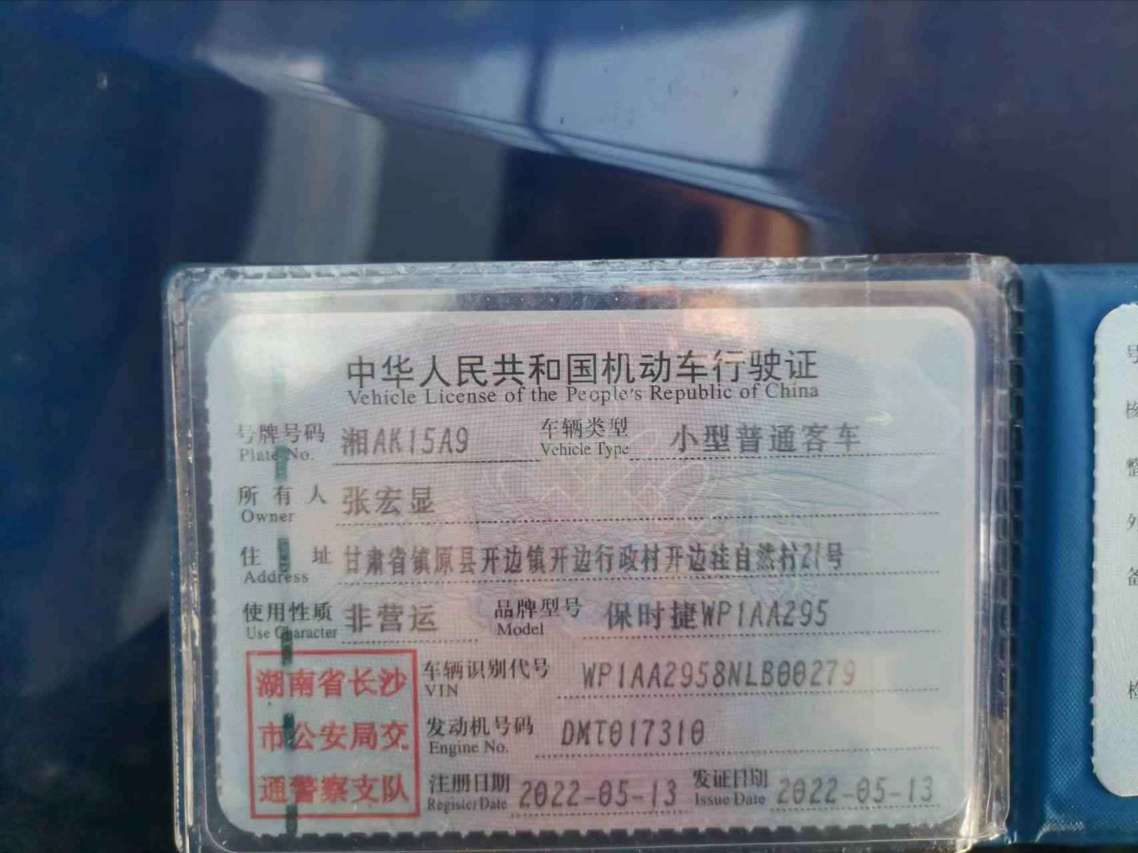 中华人民共和国机动车行驶证
Vehicle License of the People's Republic of China
号牌号码 湘AK15A9 车辆类型 小型普通客车
Plate No. Vehicle Type
所有人 张宏显
Owner
住址 甘肃省镇原县开边镇开边行政村开边洼自然村21号
Address
使用性质 非营运 品牌型号 保时捷WP1AA295
Use Character Model
湖南省长沙
市公安局交
通警察支队
车辆识别代号 WP1AA2958NLB00279
VIN
发动机号码 DMT017310
Engine No.
注册日期 2022-05-13 发证日期 2022-05-13
Register Date Issue Date
号
整
外
备
检